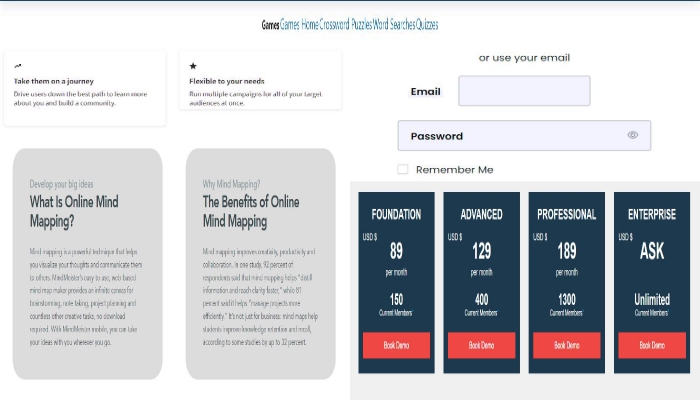 Games Games Home Crossword Puzzles Word Searches Quizzes
Take them on a journey
Drive users down the best path to learn more
about you and build a community.
Flexible to your needs
Run multiple campaigns for all of your target
audiences at once.
or use your email
Email
Password
Remember Me
Develop your big ideas
What Is Online Mind
Mapping?
Mind mapping is a powerful technique that helps
you visualize your thoughts and communicate them
to others. MindMeister's easy to use, web based
mind map maker provides an infinite canvas for
brainstorming, note taking, project planning and
countless other creative tasks, no download
required. With MindMeister mobile, you can take
your ideas with you wherever you go.
Why Mind Mapping?
The Benefits of Online
Mind Mapping
Mind mapping improves creativity, productivity and
collaboration. In one study, 92 percent of
respondents said that mind mapping helps "distill
information and reach clarity faster," while 81
percent said it helps "manage projects more
efficiently." It's not just for business: mind maps help
students improve knowledge retention and recall,
according to some studies by up to 32 percent.
FOUNDATION
USD $
89
per month
150
Current Members
Book Demo
ADVANCED
USD $
129
per month
400
Current Members
Book Demo
PROFESSIONAL
USD $
189
per month
1300
Current Members
Book Demo
ENTERPRISE
USD $
ASK
Unlimited
Current Members
Book Demo